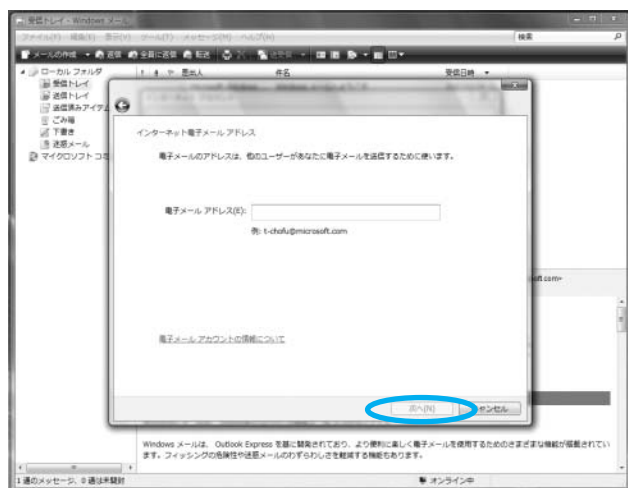 受信トレイ - Windows メール
ファイル(F) 編集(E) 表示(V) ツール(T) メッセージ(M) ヘルプ(H)
検索
メールの作成 返信 全員に返信 転送 送受信
ローカル フォルダ
受信トレイ
送信トレイ
送信済みアイテム
ごみ箱
下書き
迷惑メール
マイクロソフト コミ
差出人 件名 受信日時
インターネット電子メール アドレス
電子メールのアドレスは、他のユーザーがあなたに電子メールを送信するために使います。
電子メール アドレス(E):
例: t-chofu@microsoft.com
oft.com>
電子メール アカウントの情報について
次へ(N) キャンセル
Windows メールは、Outlook Express を基に開発されており、より便利に楽しく電子メールを使用するためのさまざまな機能が搭載されてい
ます。フィッシングの危険性や迷惑メールのわずらわしさを軽減する機能もあります。
1 通のメッセージ、0 通は未開封
オンライン中